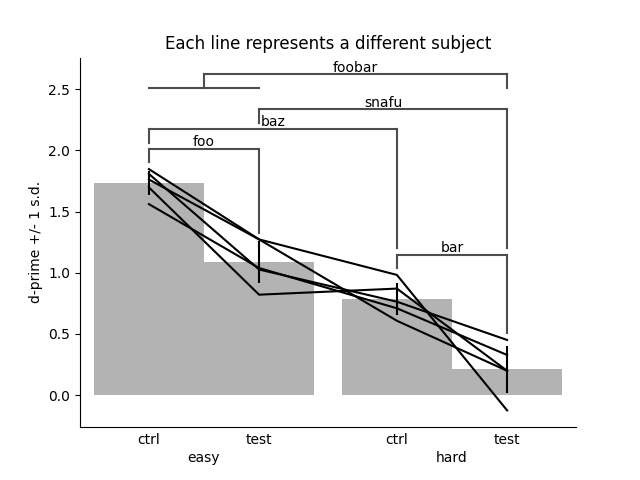 Each line represents a different subject
foobar
snafu
baz
foo
bar
d-prime +/- 1 s.d.
2.5
2.0
1.5
1.0
0.5
0.0
ctrl test ctrl test
easy hard